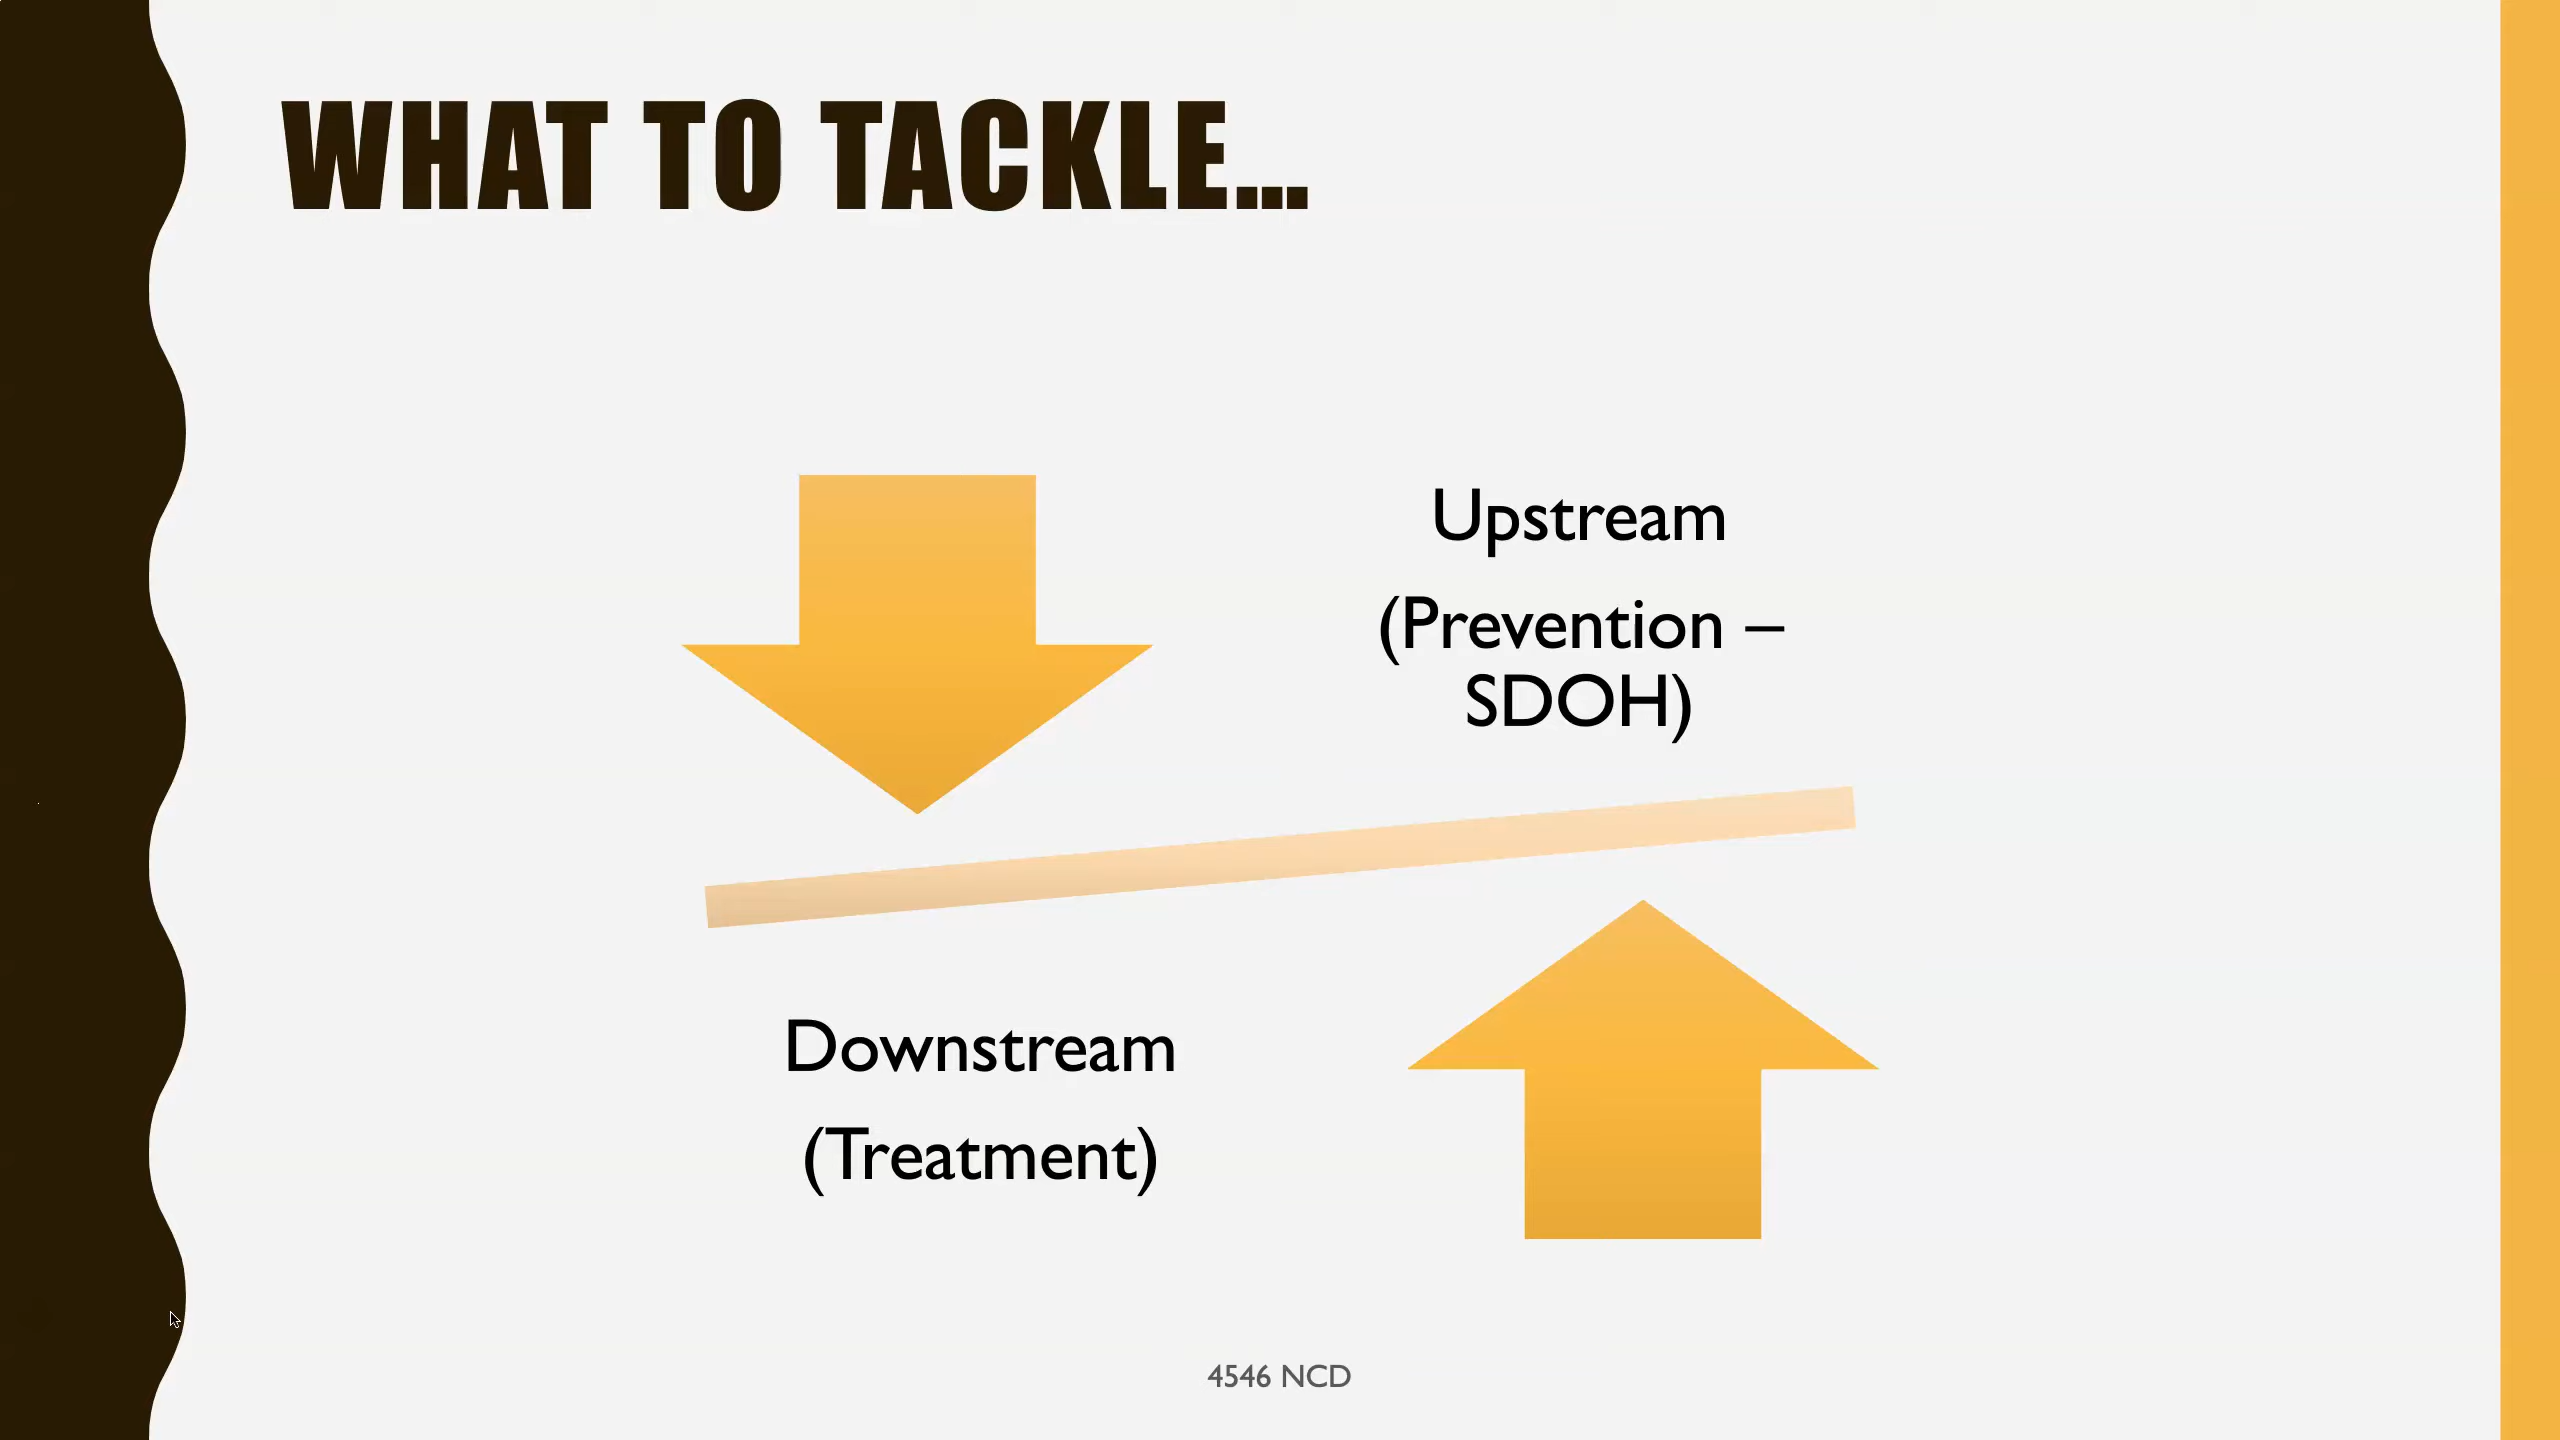 WHAT TO TACKLE...
Upstream
(Prevention –
SDOH)
Downstream
(Treatment)
4546 NCD